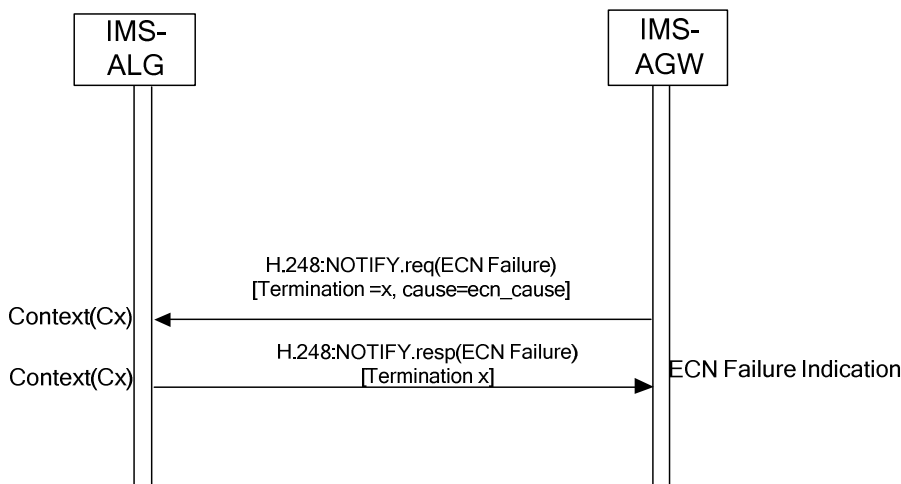 IMS-
ALG
IMS-
AGW
H.248:NOTIFY.req(ECN Failure)
[Termination =x, cause=ecn_cause]
Context(Cx)
H.248:NOTIFY.resp(ECN Failure)
[Termination x]
Context(Cx)
ECN Failure Indication